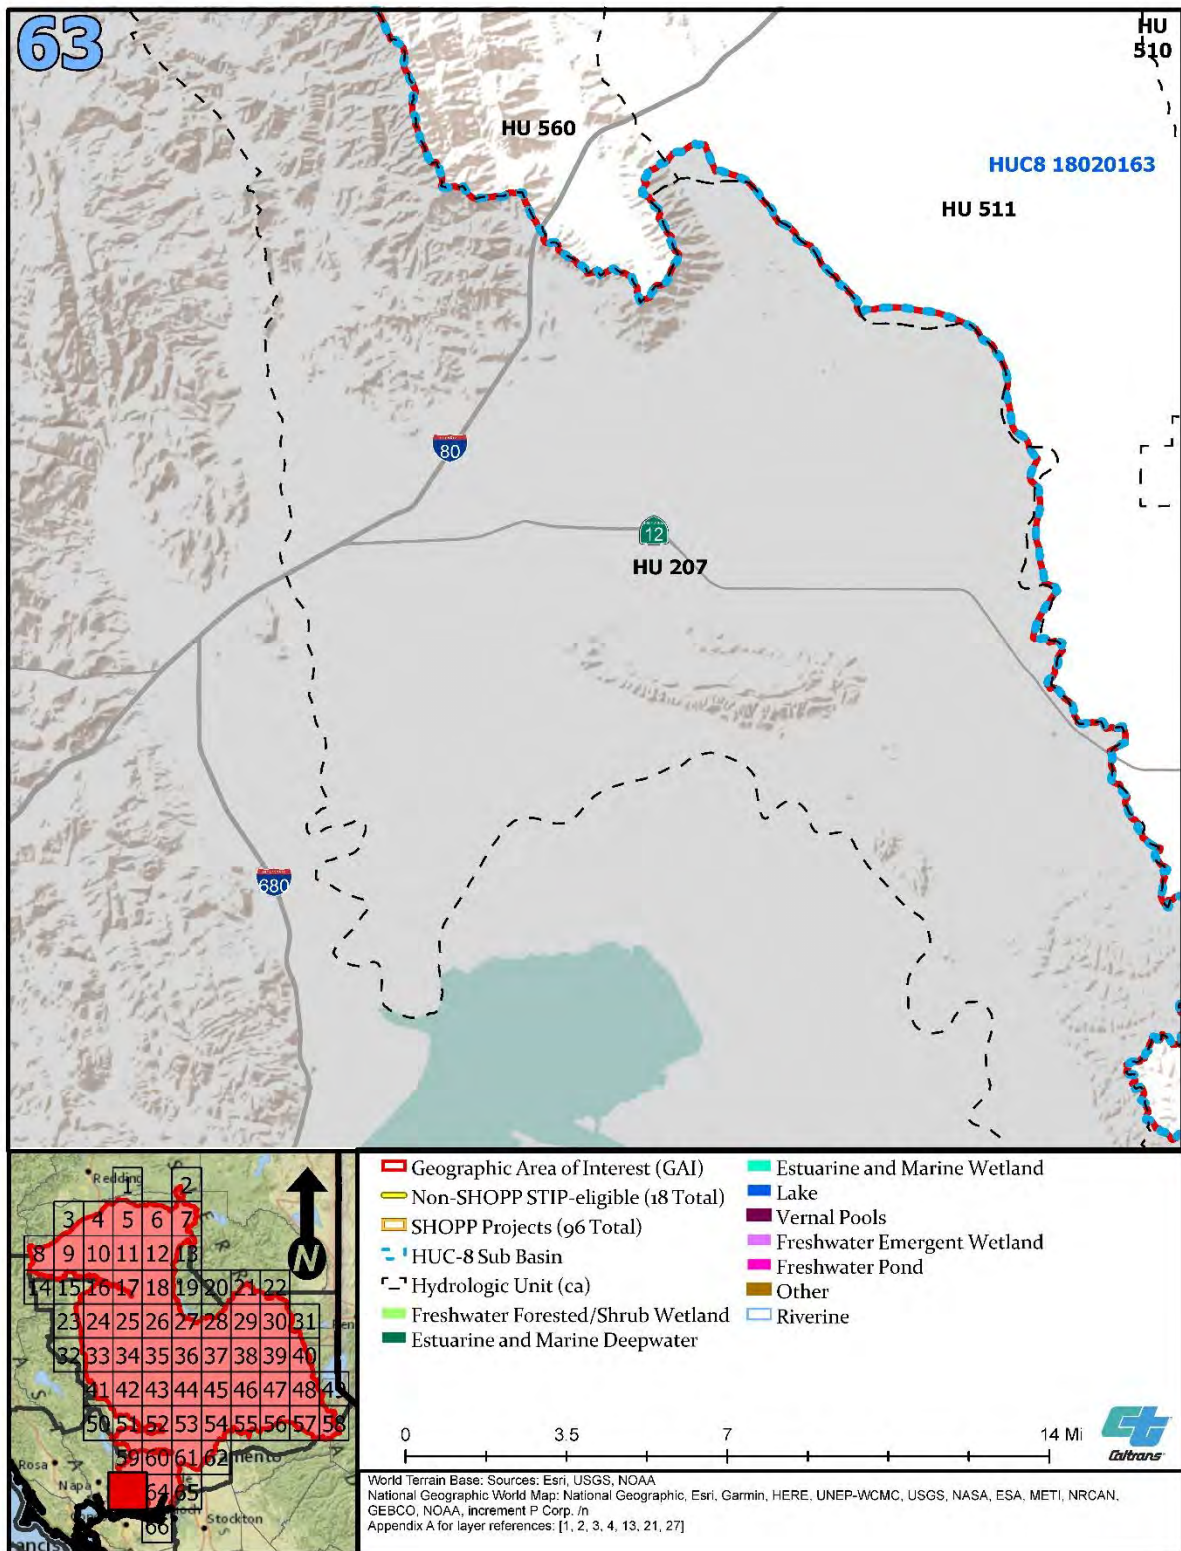 63
HU
510
HU 560
HUC8 18020163
HU 511
80
12
HU 207
680
Redding
1 2
3 4 5 6 7
8 9 10 11 12 13
14 15 16 17 18 19 20 21 22
23 24 25 26 27 28 29 30 31
32 33 34 35 36 37 38 39 40
41 42 43 44 45 46 47 48 49
50 51 52 53 54 55 56 57 58
59 60 61 62
Rosa
Napa
64 65
66
Stockton
N
Geographic Area of Interest (GAI)
Non-SHOPP STIP-eligible (18 Total)
SHOPP Projects (96 Total)
HUC-8 Sub Basin
Hydrologic Unit (ca)
Freshwater Forested/Shrub Wetland
Estuarine and Marine Deepwater
Estuarine and Marine Wetland
Lake
Vernal Pools
Freshwater Emergent Wetland
Freshwater Pond
Other
Riverine
0 3.5 7 14 Mi
Caltrans
World Terrain Base: Sources: Esri, USGS, NOAA
National Geographic World Map: National Geographic, Esri, Garmin, HERE, UNEP-WCMC, USGS, NASA, ESA, METI, NRCAN,
GEBCO, NOAA, increment P Corp. /n
Appendix A for layer references: [1, 2, 3, 4, 13, 21, 27]